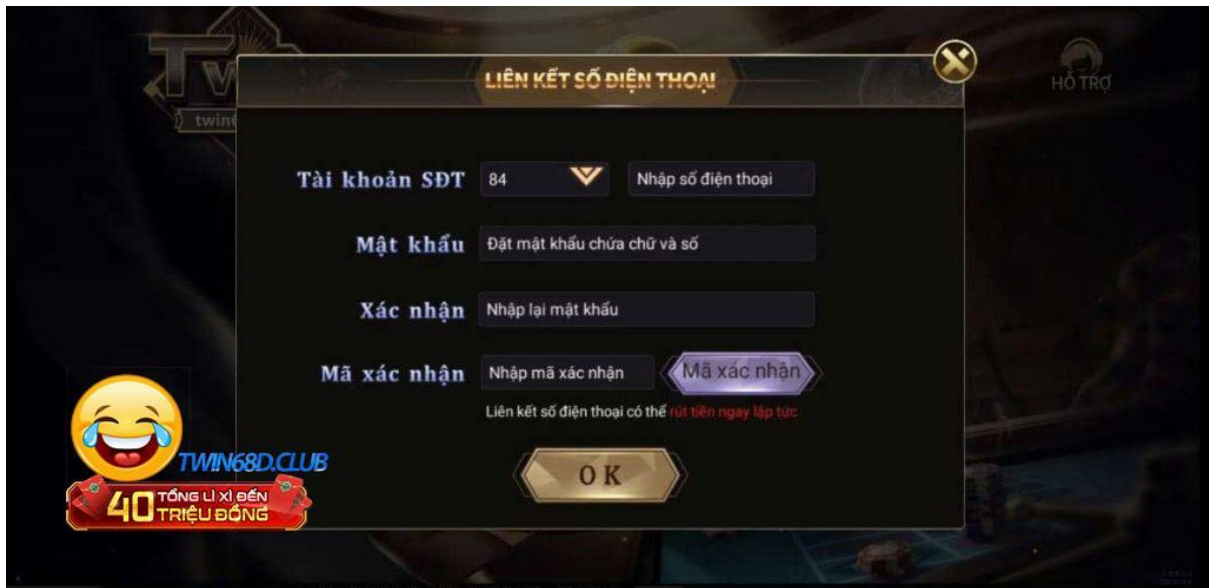 LIÊN KẾT SỐ ĐIỆN THOẠI
HỖ TRỢ
Tài khoản SĐT 84 Nhập số điện thoại
Mật khẩu Đặt mật khẩu chứa chữ và số
Xác nhận Nhập lại mật khẩu
Mã xác nhận Nhập mã xác nhận Mã xác nhận
Liên kết số điện thoại có thể rút tiền ngay lập tức
OK
TWIN68D.CLUB
40 TỔNG LÌ XÌ ĐẾN
TRIỆU ĐỒNG